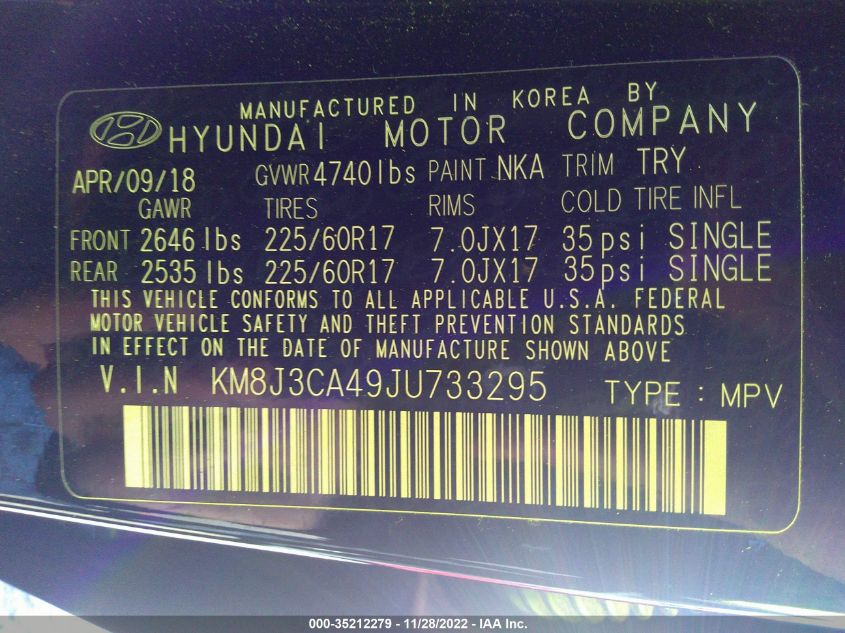 MANUFACTURED IN KOREA BY
HYUNDAI MOTOR COMPANY
APR/09/18 GVWR 4740lbs PAINT NKA TRIM TRY
GAWR TIRES RIMS COLD TIRE INFL
FRONT 2646 lbs 225/60R17 7.0JX17 35psi SINGLE
REAR 2535 lbs 225/60R17 7.0JX17 35psi SINGLE
THIS VEHICLE CONFORMS TO ALL APPLICABLE U.S.A. FEDERAL
MOTOR VEHICLE SAFETY AND THEFT PREVENTION STANDARDS
IN EFFECT ON THE DATE OF MANUFACTURE SHOWN ABOVE
V.I.N KM8J3CA49JU733295 TYPE : MPV
000-35212279 - 11/28/2022 - IAA Inc.